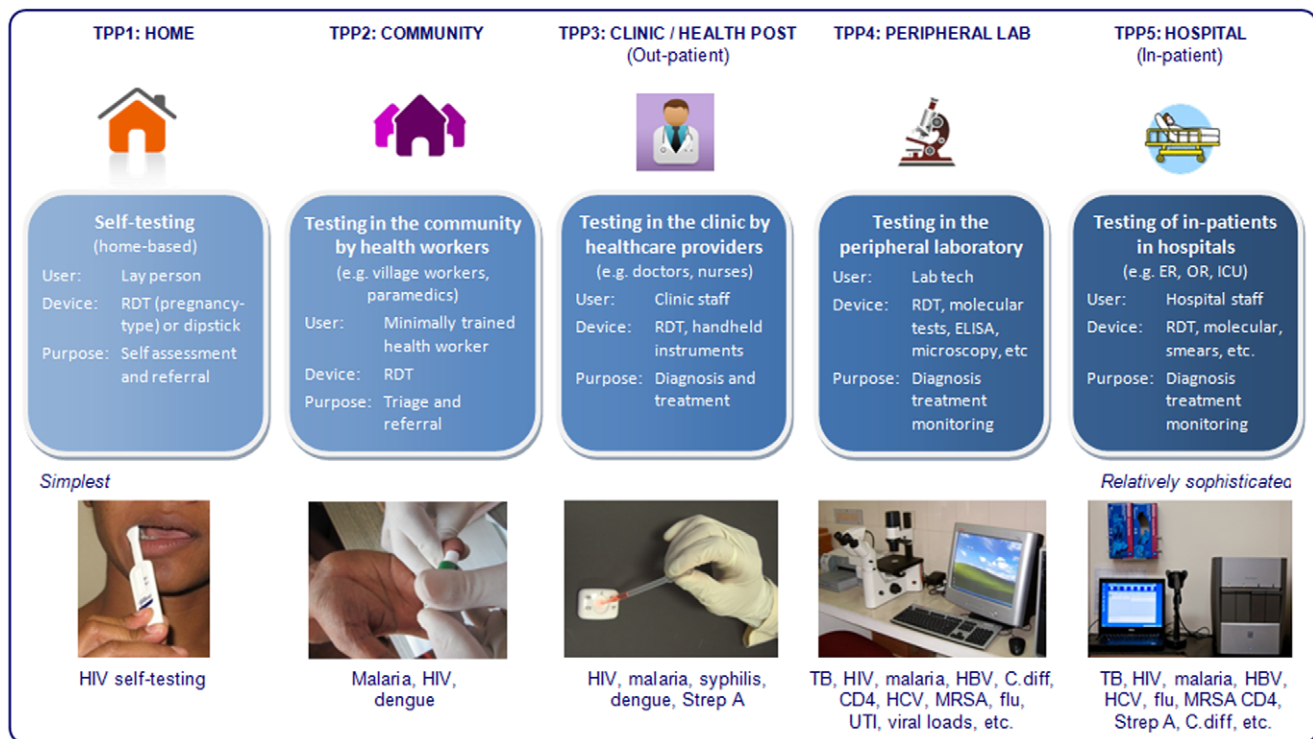 TPP1: HOME
TPP2: COMMUNITY
TPP3: CLINIC / HEALTH POST
(Out-patient)
TPP4: PERIPHERAL LAB
TPP5: HOSPITAL
(In-patient)
Self-testing
(home-based)
User: Lay person
Device: RDT (pregnancy-
type) or dipstick
Purpose: Self assessment
and referral
Testing in the community
by health workers
(e.g. village workers,
paramedics)
User: Minimally trained
health worker
Device: RDT
Purpose: Triage and
referral
Testing in the clinic by
healthcare providers
(e.g. doctors, nurses)
User: Clinic staff
Device: RDT, handheld
instruments
Purpose: Diagnosis and
treatment
Testing in the
peripheral laboratory
User: Lab tech
Device: RDT, molecular
tests, ELISA,
microscopy, etc
Purpose: Diagnosis
treatment
monitoring
Testing of in-patients
in hospitals
(e.g. ER, OR, ICU)
User: Hospital staff
Device: RDT, molecular,
smears, etc.
Purpose: Diagnosis
treatment
monitoring
Simplest
Relatively sophisticated
HIV self-testing
Malaria, HIV,
dengue
HIV, malaria, syphilis,
dengue, Strep A
TB, HIV, malaria, HBV, C.diff,
CD4, HCV, MRSA, flu,
UTI, viral loads, etc.
TB, HIV, malaria, HBV,
HCV, flu, MRSA CD4,
Strep A, C.diff, etc.